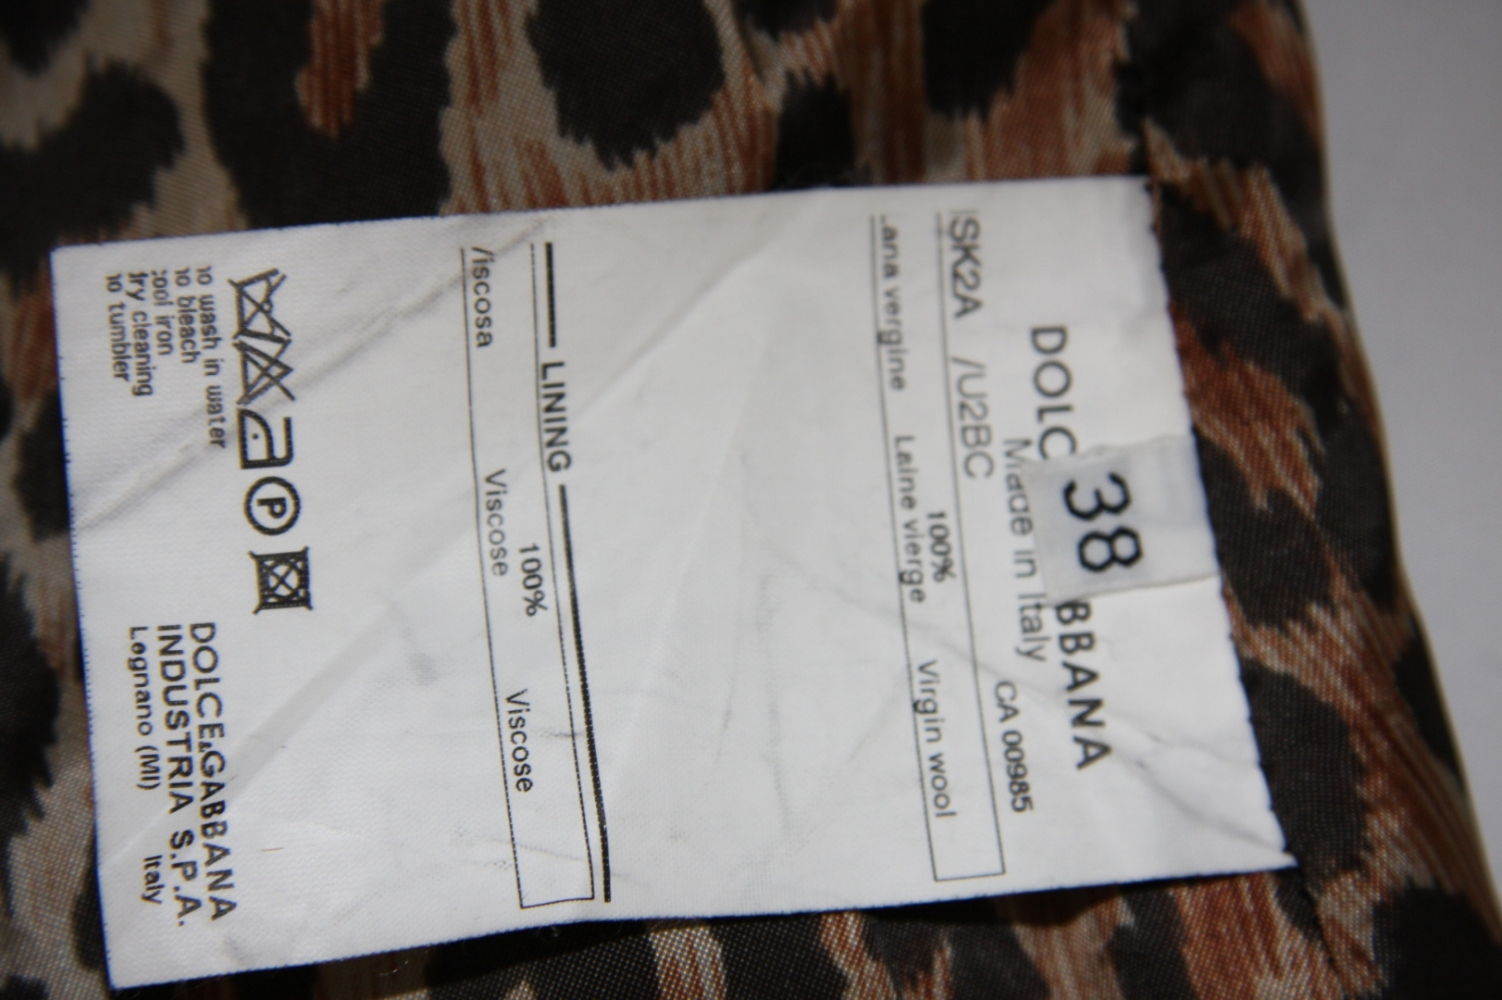 DOLC BBANA
38
Made in Italy CA 00985
ISK2A /U2BC
100%
.ana vergine Laine vierge Virgin wool
LINING
100%
/iscosa Viscose Viscose
P
no wash in water
no bleach
cool iron
dry cleaning
no tumbler
DOLCE&GABBANA
INDUSTRIA S.P.A.
Legnano (MI) Italy